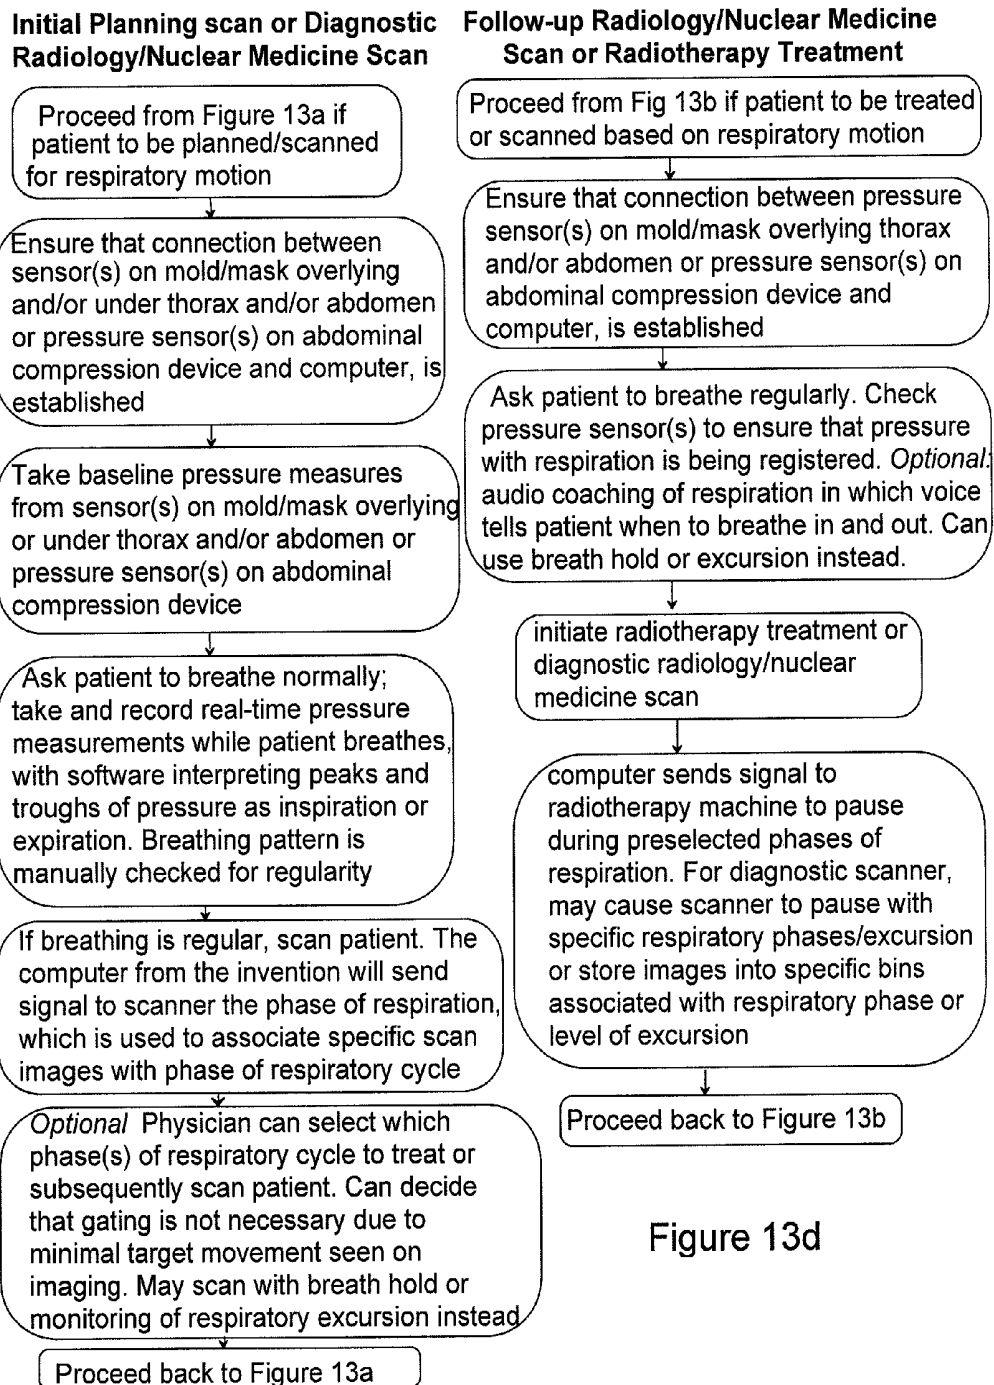 Initial Planning scan or Diagnostic
Radiology/Nuclear Medicine Scan
Proceed from Figure 13a if
patient to be planned/scanned
for respiratory motion
Ensure that connection between
sensor(s) on mold/mask overlying
and/or under thorax and/or abdomen
or pressure sensor(s) on abdominal
compression device and computer, is
established
Take baseline pressure measures
from sensor(s) on mold/mask overlying
or under thorax and/or abdomen or
pressure sensor(s) on abdominal
compression device
Ask patient to breathe normally;
take and record real-time pressure
measurements while patient breathes,
with software interpreting peaks and
troughs of pressure as inspiration or
expiration. Breathing pattern is
manually checked for regularity
If breathing is regular, scan patient. The
computer from the invention will send
signal to scanner the phase of respiration,
which is used to associate specific scan
images with phase of respiratory cycle
Optional Physician can select which
phase(s) of respiratory cycle to treat or
subsequently scan patient. Can decide
that gating is not necessary due to
minimal target movement seen on
imaging. May scan with breath hold or
monitoring of respiratory excursion instead
Proceed back to Figure 13a
Follow-up Radiology/Nuclear Medicine
Scan or Radiotherapy Treatment
Proceed from Fig 13b if patient to be treated
or scanned based on respiratory motion
Ensure that connection between pressure
sensor(s) on mold/mask overlying thorax
and/or abdomen or pressure sensor(s) on
abdominal compression device and
computer, is established
Ask patient to breathe regularly. Check
pressure sensor(s) to ensure that pressure
with respiration is being registered. Optional:
audio coaching of respiration in which voice
tells patient when to breathe in and out. Can
use breath hold or excursion instead.
initiate radiotherapy treatment or
diagnostic radiology/nuclear
medicine scan
computer sends signal to
radiotherapy machine to pause
during preselected phases of
respiration. For diagnostic scanner,
may cause scanner to pause with
specific respiratory phases/excursion
or store images into specific bins
associated with respiratory phase or
level of excursion
Proceed back to Figure 13b
Figure 13d